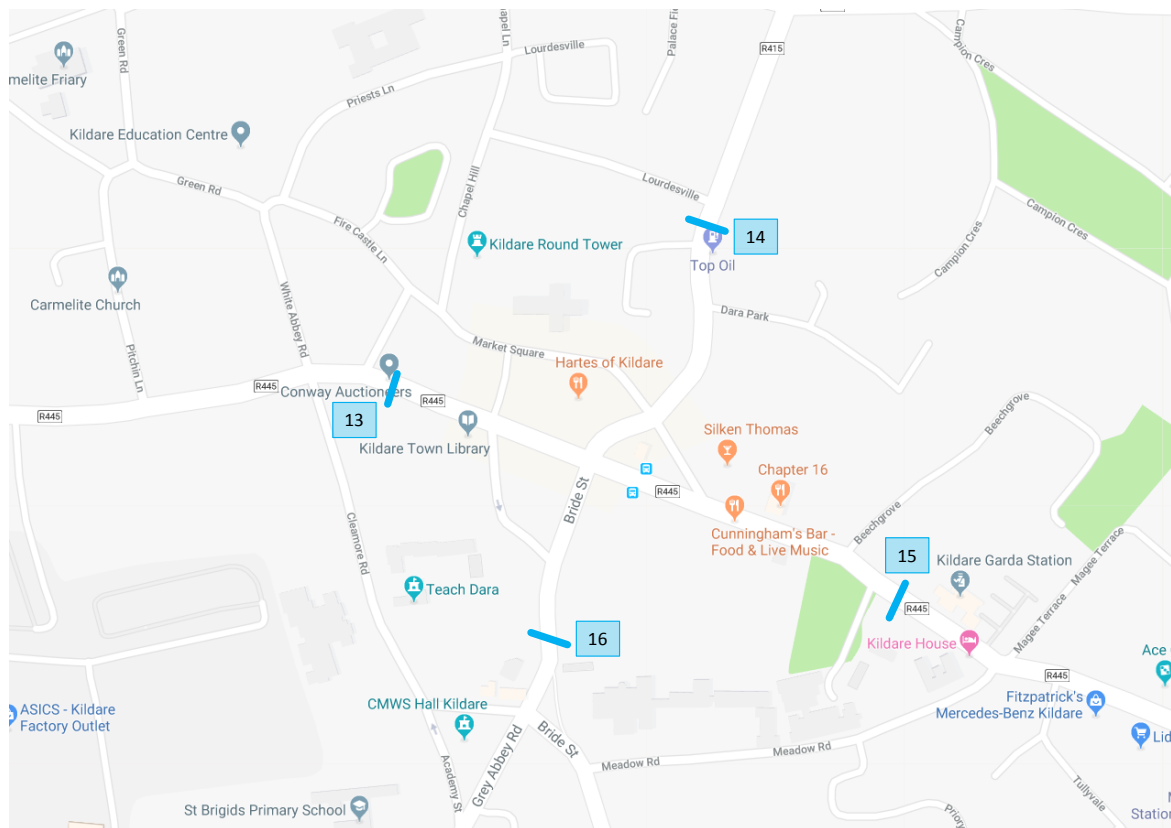 Chapel Ln
Green Rd
Lourdesville
Campion Cres
R415
Carmelite Friary
Priests Ln
Kildare Education Centre
Green Rd
Lourdesville
Chapel Hill
Campion Cres
Fire Castle Ln
14
Kildare Round Tower
Campion Cres
Top Oil
Carmelite Church
White Abbey Rd
Dara Park
Market Square
Pitchin Ln
Hartes of Kildare
R445
Conway Auctioneers
R445
R445
13
Beechgrove
Silken Thomas
Kildare Town Library
Chapter 16
R445
Bride St
Cunningham's Bar -
Food & Live Music
Beechgrove
Clearnore Rd
15
Kildare Garda Station
Magee Terrace
Teach Dara
R445
Magee Terrace
16
Kildare House
Ace
R445
CMWS Hall Kildare
Fitzpatrick's
Mercedes-Benz Kildare
ASICS - Kildare
Factory Outlet
Bride St
Lid
Grey Abbey Rd
Meadow Rd
Meadow Rd
Academy St
Tullyvale
St Brigids Primary School
Priory
Station